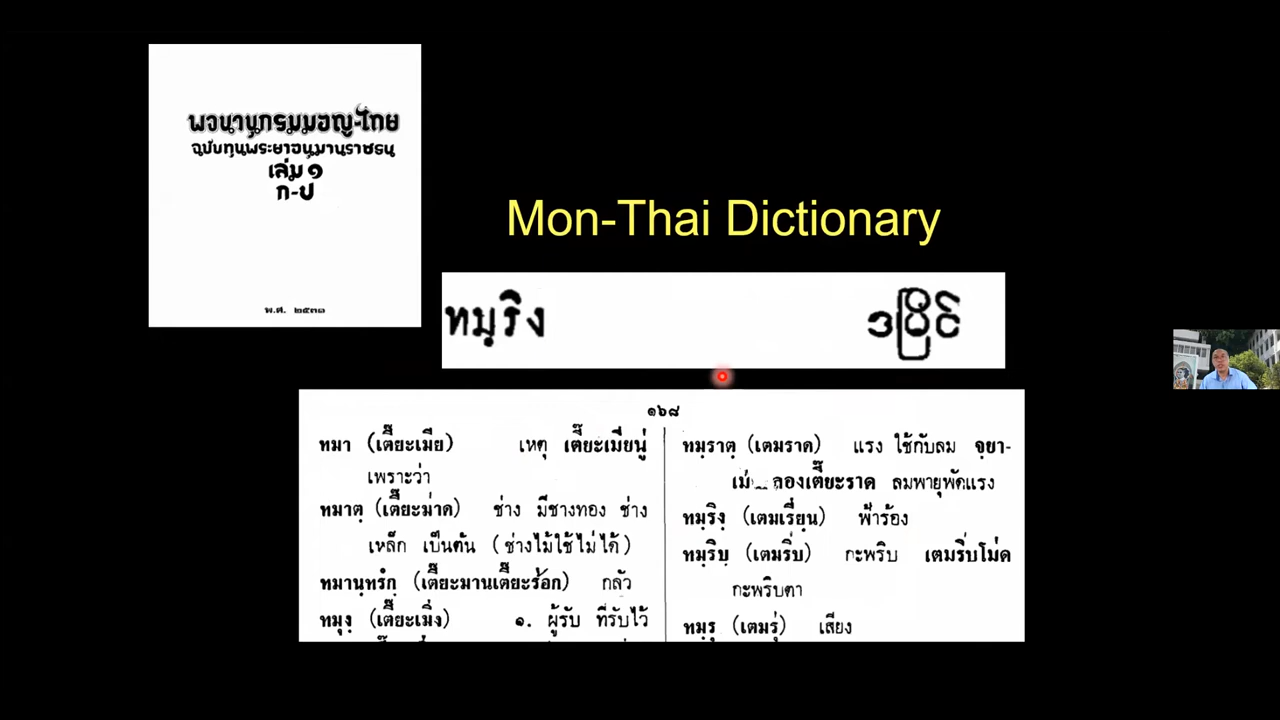 พจนานุกรมมอญ-ไทย
ฉบับทุนพระยาอนุมานราชธน
เล่ม ๑
ก-ป
พ.ศ. ๒๕๓๑
Mon-Thai Dictionary
ทมฺริง ဒမြိင်
๑๖๘
ทมา (เตี๊ยะเมีย) เหตุ เตี๊ยะเมียนู่
เพราะว่า
ทมาตฺ (เตี๊ยะม่าด) ช่าง มีช่างทอง ช่าง
เหล็ก เป็นต้น (ช่างไม้ใช้ไม่ได้)
ทมานฺทรํกฺ (เตี๊ยะมานเตี๊ยะร้อก) กลัว
ทมุงฺ (เตี๊ยะเมิ่ง) ๑. ผู้รับ ที่รับไว้
ทมฺราตฺ (เตมราด) แรง ใช้กับลม จฺยา-
ลองเตี๊ยะราด ลมพายุพัดแรง
ทมฺริงฺ (เตมเรี่ยฺน) ฟ้าร้อง
ทมฺริบฺ (เตมริ่บ) กะพริบ เตมริ่บโม่ด
กะพริบตา
ทมฺรุ (เตมรุ่) เสียง